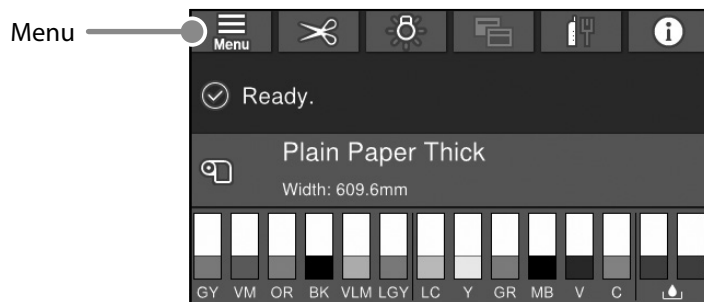 Menu
Menu
Ready.
Plain Paper Thick
Width: 609.6mm
GY VM OR BK VLM LGY LC Y GR MB V C